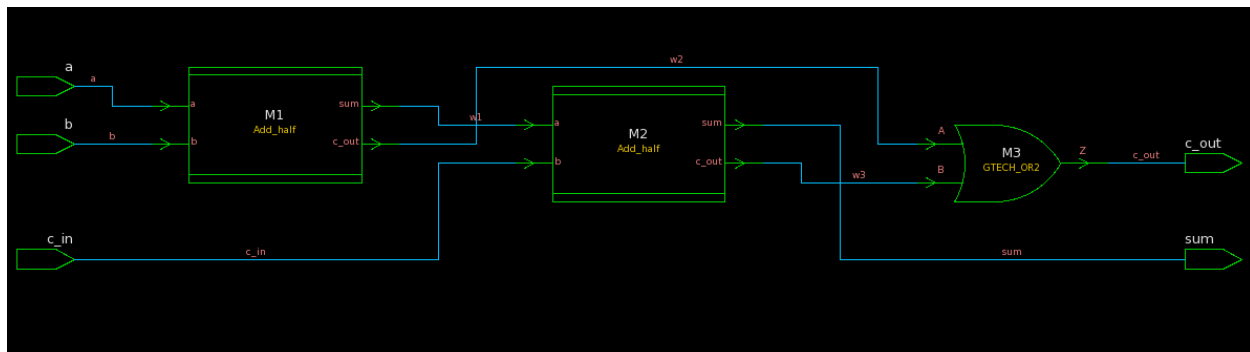 a
a
b
b
c_in
c_in
M1
Add_half
a
b
sum
c_out
w1
w2
M2
Add_half
a
b
sum
c_out
w3
A
B
M3
GTECH_OR2
Z
c_out
c_out
sum
sum